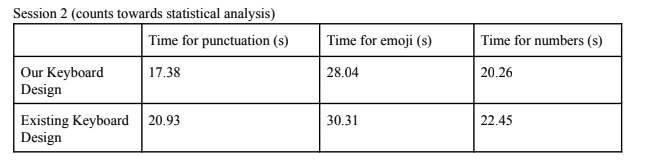 Session 2 (counts towards statistical analysis)
Time for punctuation (s) Time for emoji (s) Time for numbers (s)
Our Keyboard 17.38 28.04 20.26
Design
Existing Keyboard 20.93 30.31 22.45
Design